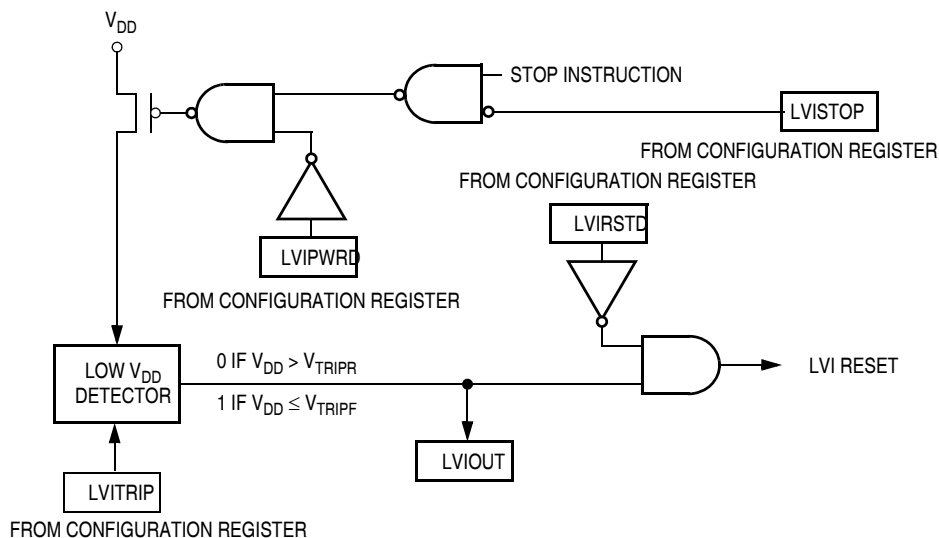 VDD
STOP INSTRUCTION
LVISTOP
FROM CONFIGURATION REGISTER
FROM CONFIGURATION REGISTER
LVIRSTD
LVIPWRD
FROM CONFIGURATION REGISTER
LOW VDD
DETECTOR
0 IF VDD > VTRIPR
1 IF VDD ≤ VTRIPF
LVI RESET
LVIOUT
LVITRIP
FROM CONFIGURATION REGISTER